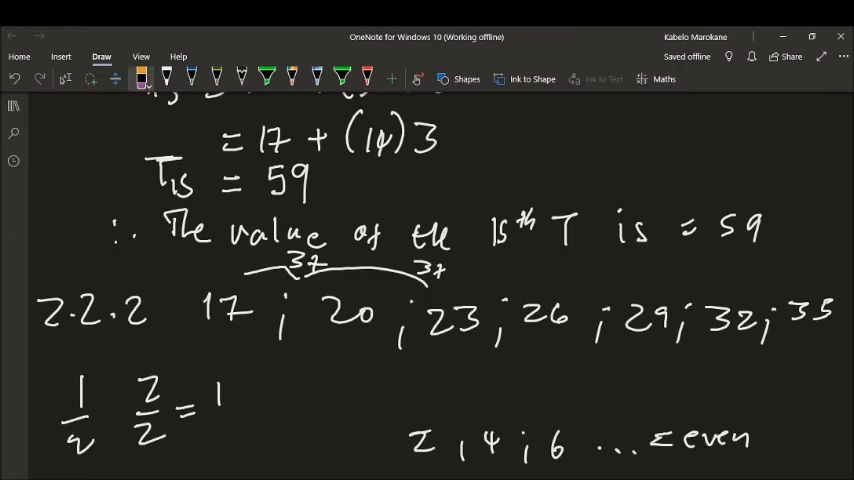 OneNote for Windows 10 (Working offline) Kabelo Marokane
Home Insert Draw View Help Saved offline Share
Shapes Ink to Shape Ink to Text Maths
= 17 + (14) 3
T15 = 59
∴ The value of the 15th T is = 59
37 37
2.2.2 17 ; 20 ; 23 ; 26 ; 29 ; 32 ; 35
1/2 2/2 = 1
2 , 4 ; 6 ... even